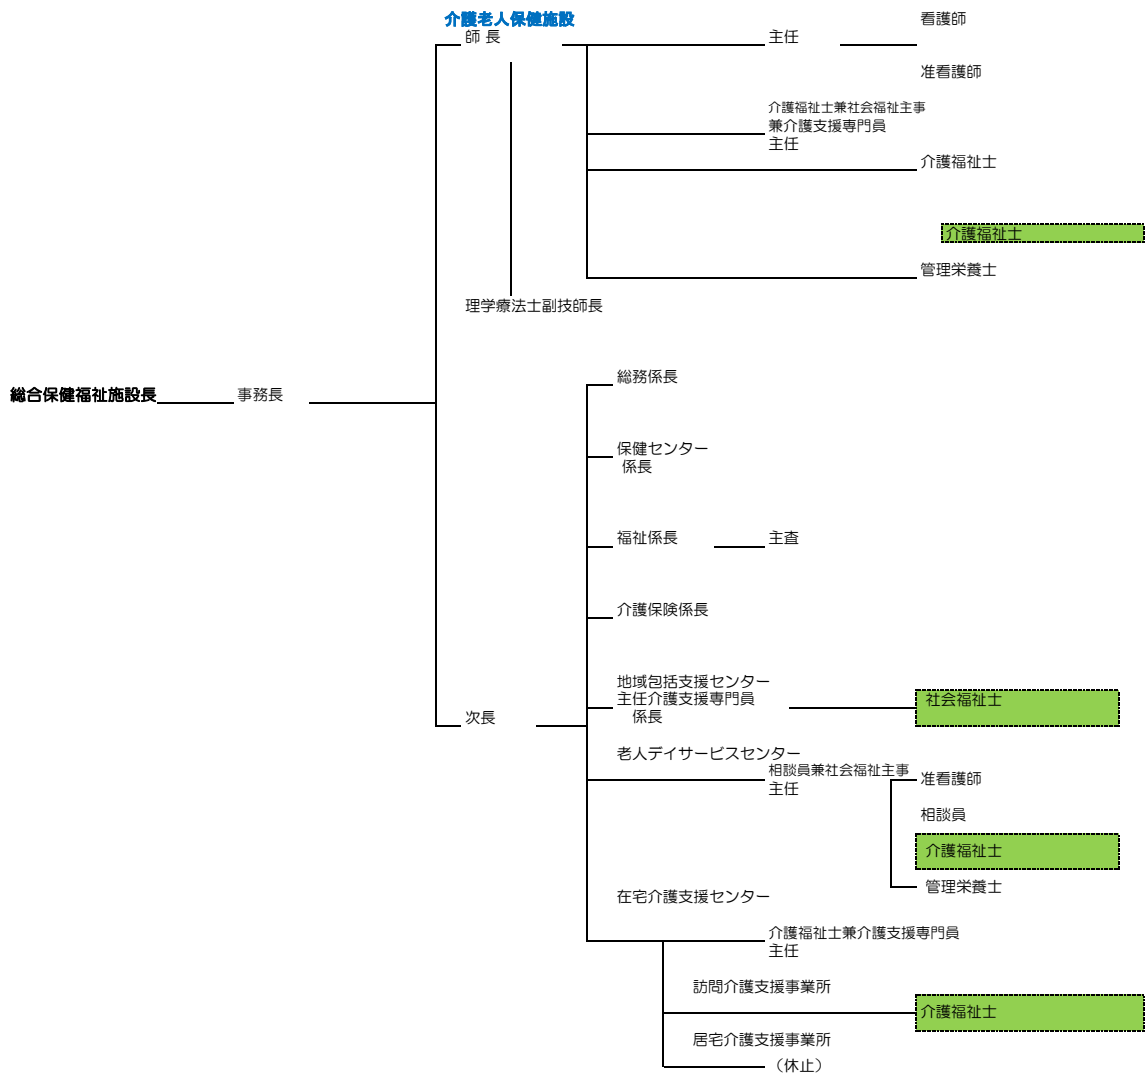 介護老人保健施設
師 長
主任
看護師
准看護師
介護福祉士兼社会福祉主事
兼介護支援専門員
主任
介護福祉士
介護福祉士
管理栄養士
理学療法士副技師長
総合保健福祉施設長
事務長
総務係長
保健センター
係長
福祉係長
主査
介護保険係長
地域包括支援センター
主任介護支援専門員
係長
社会福祉士
次長
老人デイサービスセンター
相談員兼社会福祉主事
主任
准看護師
相談員
介護福祉士
管理栄養士
在宅介護支援センター
介護福祉士兼介護支援専門員
主任
訪問介護支援事業所
介護福祉士
居宅介護支援事業所
（休止）